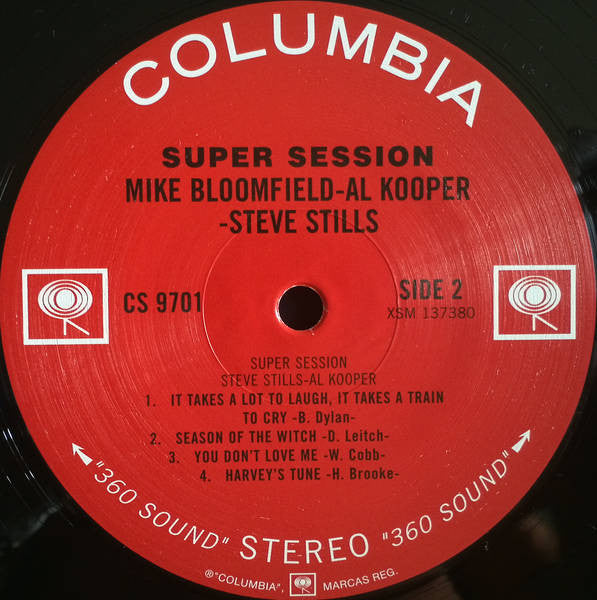 COLUMBIA
SUPER SESSION
MIKE BLOOMFIELD-AL KOOPER
-STEVE STILLS
CS 9701
SIDE 2
XSM 137380
SUPER SESSION
STEVE STILLS-AL KOOPER
1. IT TAKES A LOT TO LAUGH, IT TAKES A TRAIN
TO CRY -B. Dylan-
2. SEASON OF THE WITCH -D. Leitch-
3. YOU DON'T LOVE ME -W. Cobb-
4. HARVEY'S TUNE -H. Brooke-
"360 SOUND" STEREO "360 SOUND"
® "COLUMBIA", MARCAS REG.